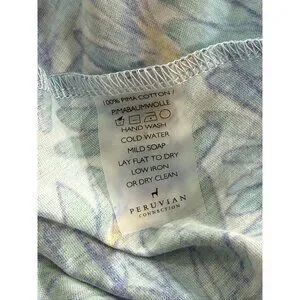 100% PIMA COTTON /
PIMABAUMWOLLE
HAND WASH
COLD WATER
MILD SOAP
LAY FLAT TO DRY
LOW IRON
OR DRY CLEAN
PERUVIAN
CONNECTION